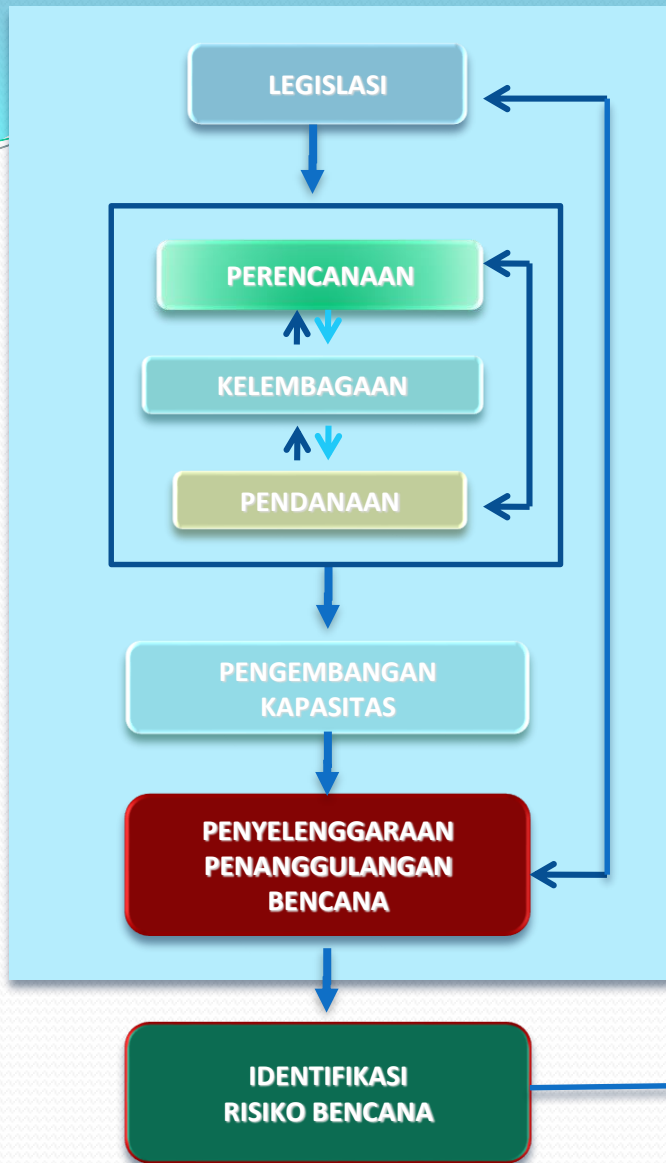 LEGISLASI
PERENCANAAN
KELEMBAGAAN
PENDANAAN
PENGEMBANGAN
KAPASITAS
PENYELENGGARAAN
PENANGGULANGAN
BENCANA
IDENTIFIKASI
RISIKO BENCANA